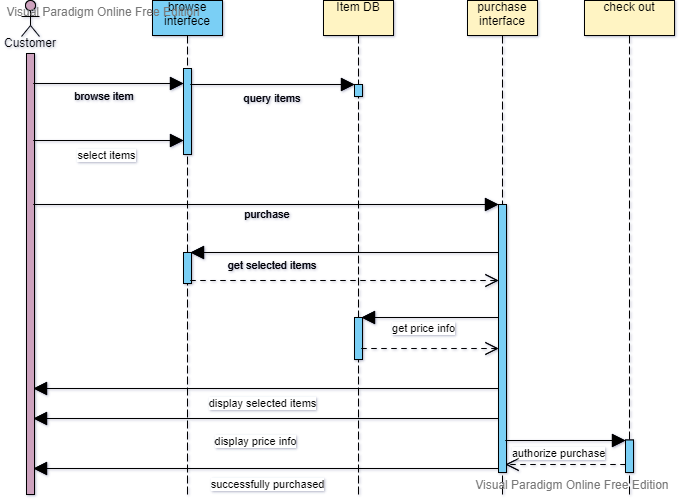 Visual Paradigm Online Free Edition
browse
interfece
Item DB
purchase
interface
check out
Customer
browse item
query items
select items
purchase
get selected items
get price info
display selected items
display price info
authorize purchase
successfully purchased
Visual Paradigm Online Free Edition